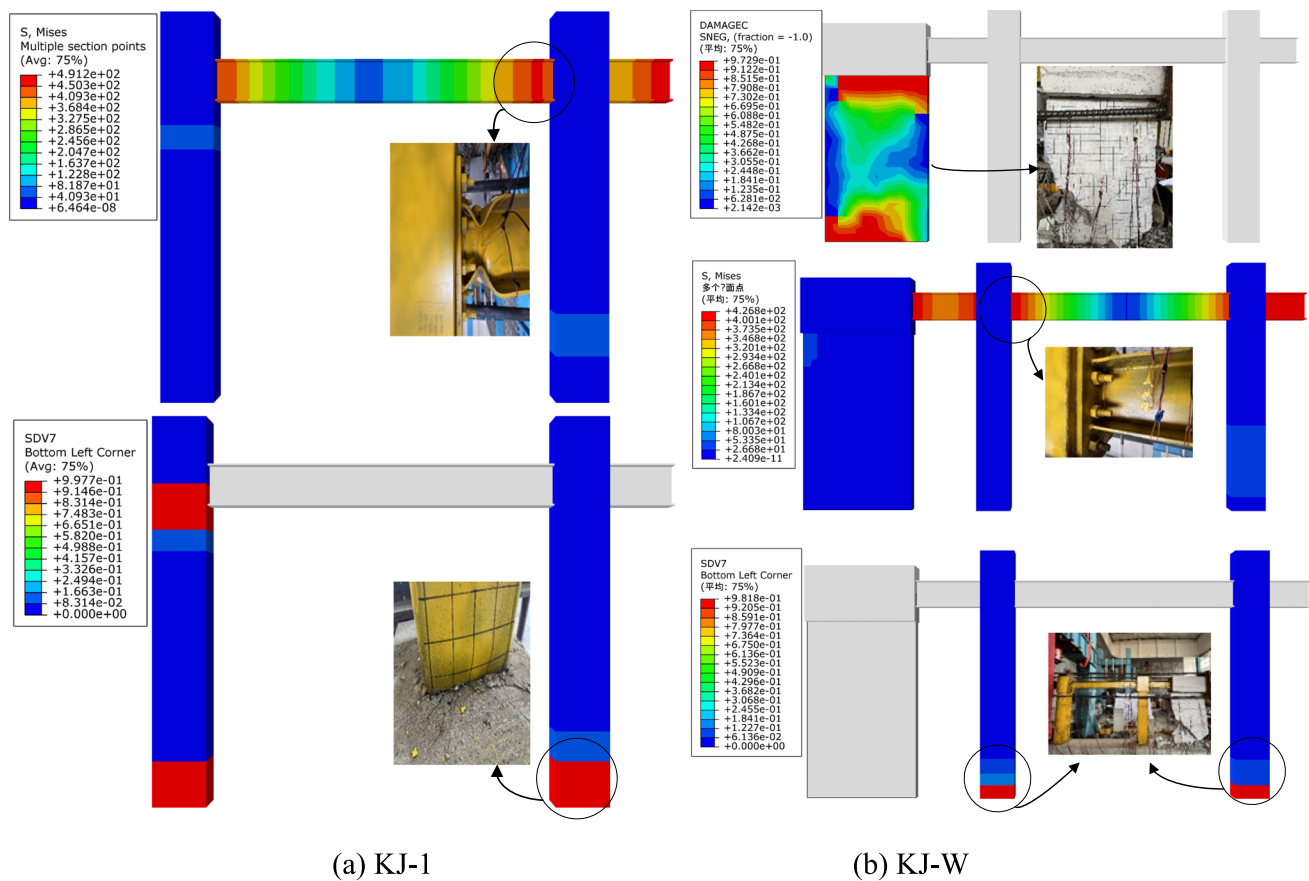 S, Mises
Multiple section points
(Avg: 75%)
+4.912e+02
+4.503e+02
+4.093e+02
+3.684e+02
+3.275e+02
+2.865e+02
+2.456e+02
+2.047e+02
+1.637e+02
+1.228e+02
+8.187e+01
+4.093e+01
+6.464e-08
SDV7
Bottom Left Corner
(Avg: 75%)
+9.977e-01
+9.146e-01
+8.314e-01
+7.483e-01
+6.651e-01
+5.820e-01
+4.988e-01
+4.157e-01
+3.326e-01
+2.494e-01
+1.663e-01
+8.314e-02
+0.000e+00
(a) KJ-1
DAMAGEC
SNEG, (fraction = -1.0)
(平均: 75%)
+9.729e-01
+9.122e-01
+8.515e-01
+7.908e-01
+7.302e-01
+6.695e-01
+6.088e-01
+5.482e-01
+4.875e-01
+4.268e-01
+3.662e-01
+3.055e-01
+2.448e-01
+1.841e-01
+1.235e-01
+6.281e-02
+2.142e-03
S, Mises
多个?面点
(平均: 75%)
+4.268e+02
+4.001e+02
+3.735e+02
+3.468e+02
+3.201e+02
+2.934e+02
+2.668e+02
+2.401e+02
+2.134e+02
+1.867e+02
+1.601e+02
+1.334e+02
+1.067e+02
+8.003e+01
+5.335e+01
+2.668e+01
+2.409e-11
SDV7
Bottom Left Corner
(平均: 75%)
+9.818e-01
+9.205e-01
+8.591e-01
+7.977e-01
+7.364e-01
+6.750e-01
+6.136e-01
+5.523e-01
+4.909e-01
+4.296e-01
+3.682e-01
+3.068e-01
+2.455e-01
+1.841e-01
+1.227e-01
+6.136e-02
+0.000e+00
(b) KJ-W